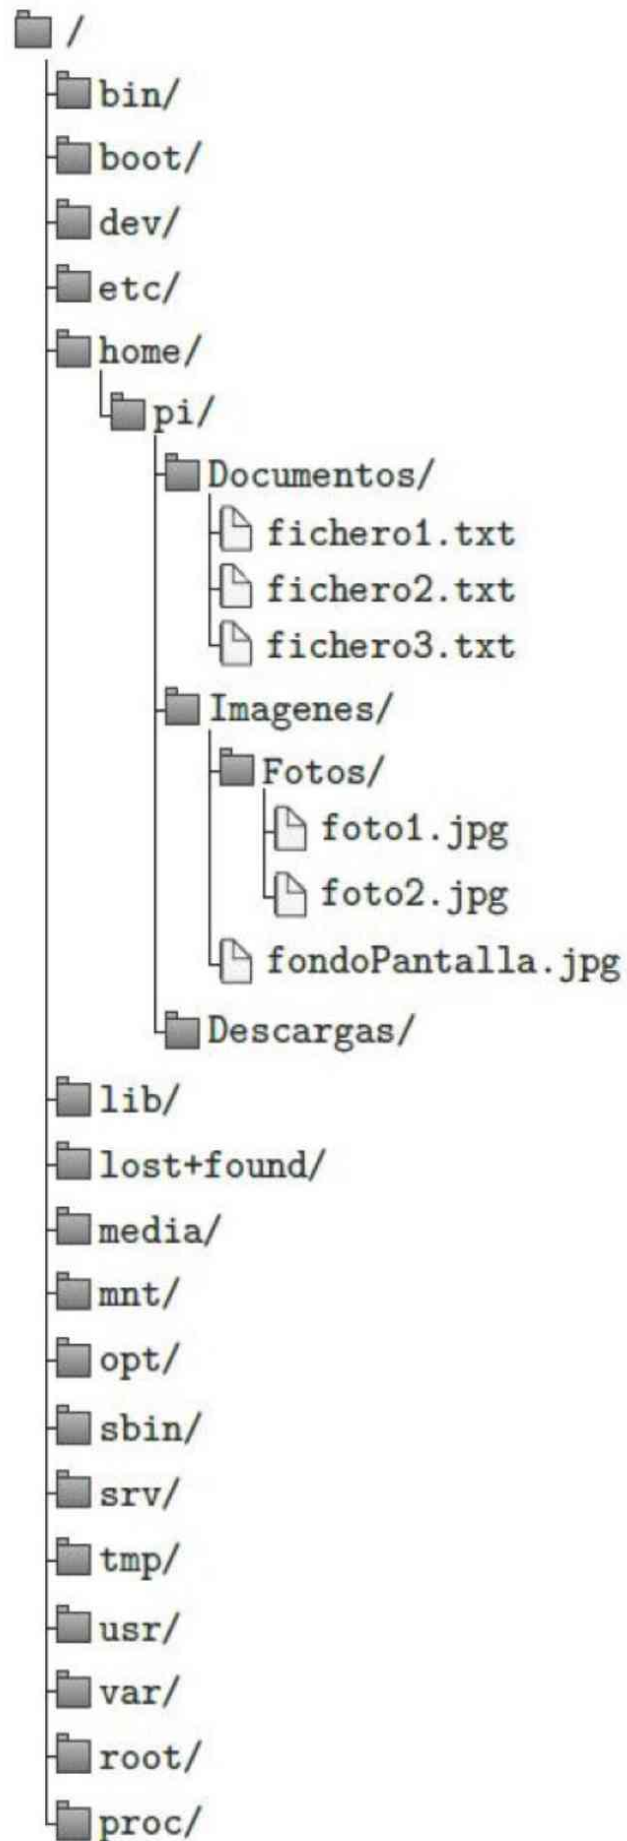 /
bin/
boot/
dev/
etc/
home/
pi/
Documentos/
fichero1.txt
fichero2.txt
fichero3.txt
Imagenes/
Fotos/
foto1.jpg
foto2.jpg
fondoPantalla.jpg
Descargas/
lib/
lost+found/
media/
mnt/
opt/
sbin/
srv/
tmp/
usr/
var/
root/
proc/